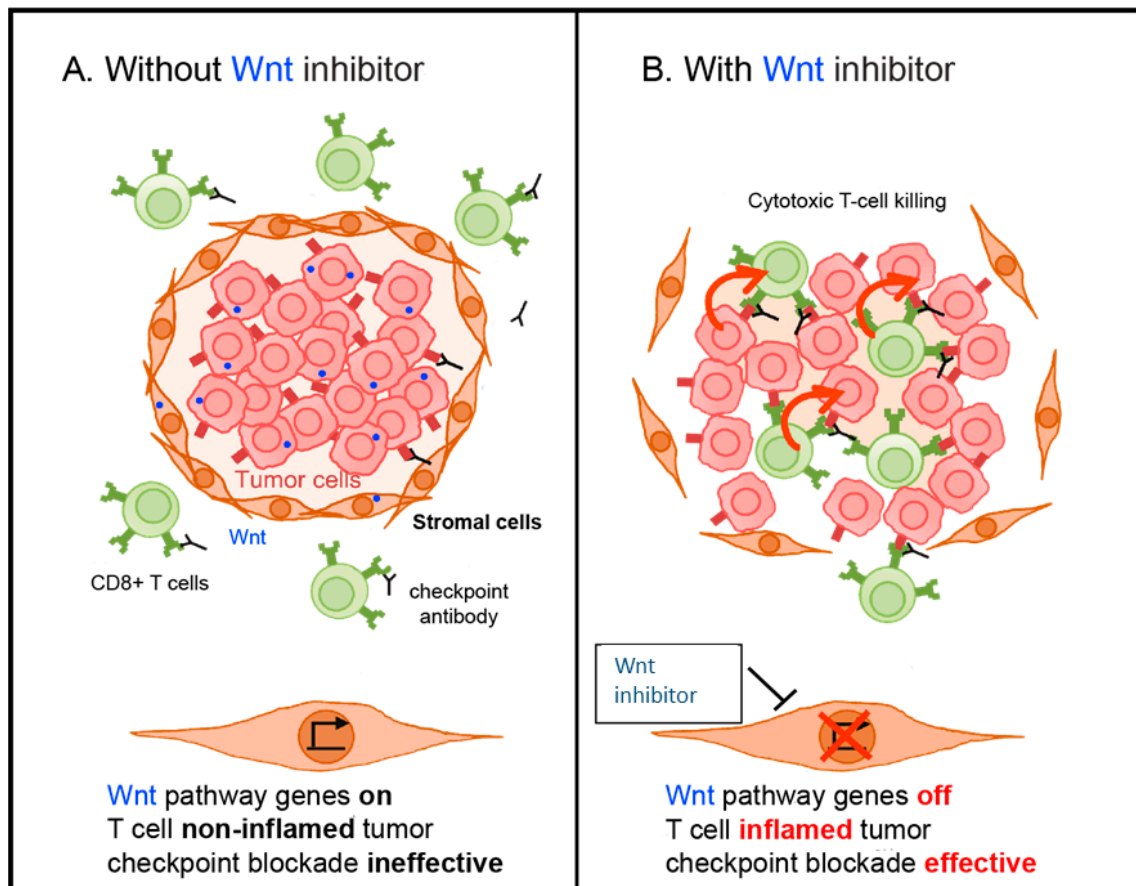 A. Without Wnt inhibitor
Tumor cells
Wnt
Stromal cells
CD8+ T cells
checkpoint
antibody
Wnt pathway genes on
T cell non-inflamed tumor
checkpoint blockade ineffective
B. With Wnt inhibitor
Cytotoxic T-cell killing
Wnt
inhibitor
Wnt pathway genes off
T cell inflamed tumor
checkpoint blockade effective